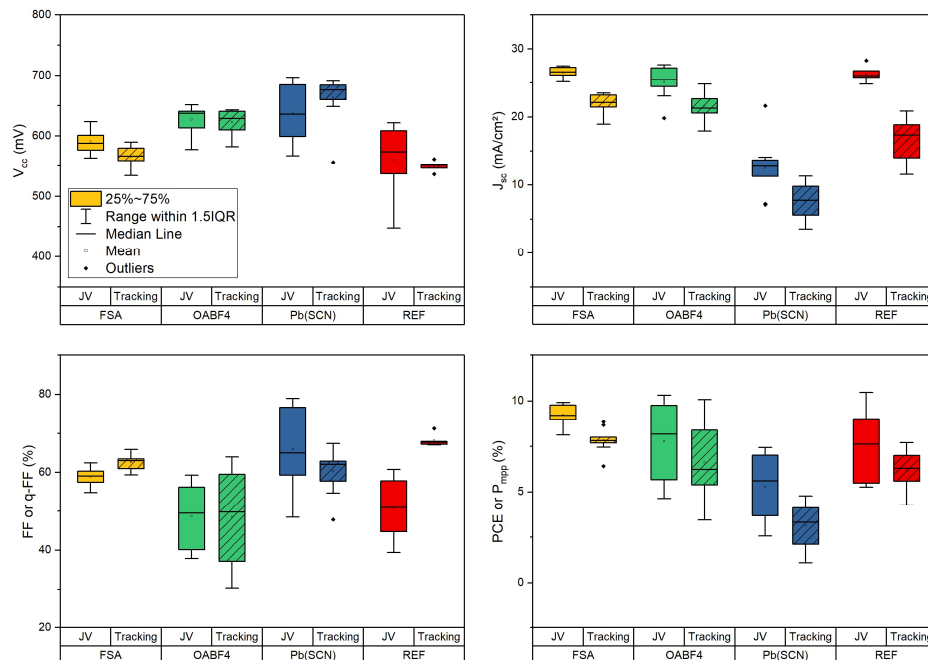 800
700
600
500
400
V_cc (mV)
25%~75%
Range within 1.5IQR
Median Line
Mean
Outliers
JV Tracking JV Tracking JV Tracking JV Tracking
FSA OABF4 Pb(SCN) REF
30
20
10
0
J_sc (mA/cm²)
JV Tracking JV Tracking JV Tracking JV Tracking
FSA OABF4 Pb(SCN) REF
80
60
40
20
FF or q-FF (%)
JV Tracking JV Tracking JV Tracking JV Tracking
FSA OABF4 Pb(SCN) REF
10
5
0
PCE or P_mpp (%)
JV Tracking JV Tracking JV Tracking JV Tracking
FSA OABF4 Pb(SCN) REF